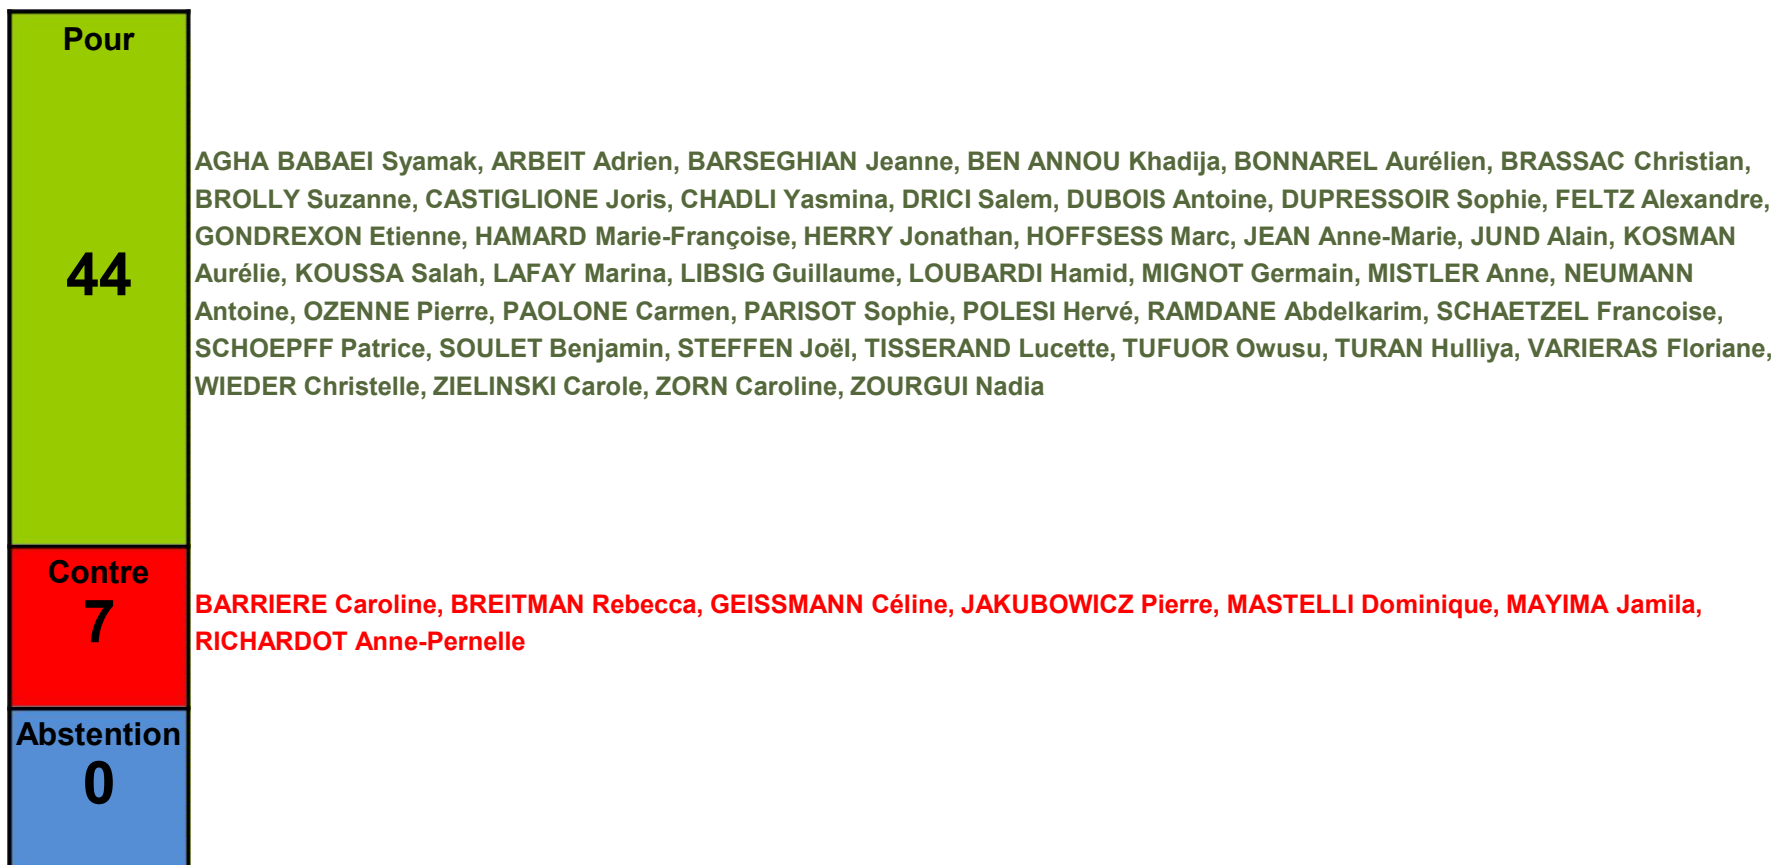 Pour
44
AGHA BABAEI Syamak, ARBEIT Adrien, BARSEGHIAN Jeanne, BEN ANNOU Khadija, BONNAREL Aurélien, BRASSAC Christian,
BROLLY Suzanne, CASTIGLIONE Joris, CHADLI Yasmina, DRICI Salem, DUBOIS Antoine, DUPRESSOIR Sophie, FELTZ Alexandre,
GONDREXON Etienne, HAMARD Marie-Françoise, HERRY Jonathan, HOFFSESS Marc, JEAN Anne-Marie, JUND Alain, KOSMAN
Aurélie, KOUSSA Salah, LAFAY Marina, LIBSIG Guillaume, LOUBARDI Hamid, MIGNOT Germain, MISTLER Anne, NEUMANN
Antoine, OZENNE Pierre, PAOLONE Carmen, PARISOT Sophie, POLESI Hervé, RAMDANE Abdelkarim, SCHAETZEL Francoise,
SCHOEPFF Patrice, SOULET Benjamin, STEFFEN Joël, TISSERAND Lucette, TUFUOR Owusu, TURAN Hulliya, VARIERAS Floriane,
WIEDER Christelle, ZIELINSKI Carole, ZORN Caroline, ZOURGUI Nadia
Contre
7
BARRIERE Caroline, BREITMAN Rebecca, GEISSMANN Céline, JAKUBOWICZ Pierre, MASTELLI Dominique, MAYIMA Jamila,
RICHARDOT Anne-Pernelle
Abstention
0